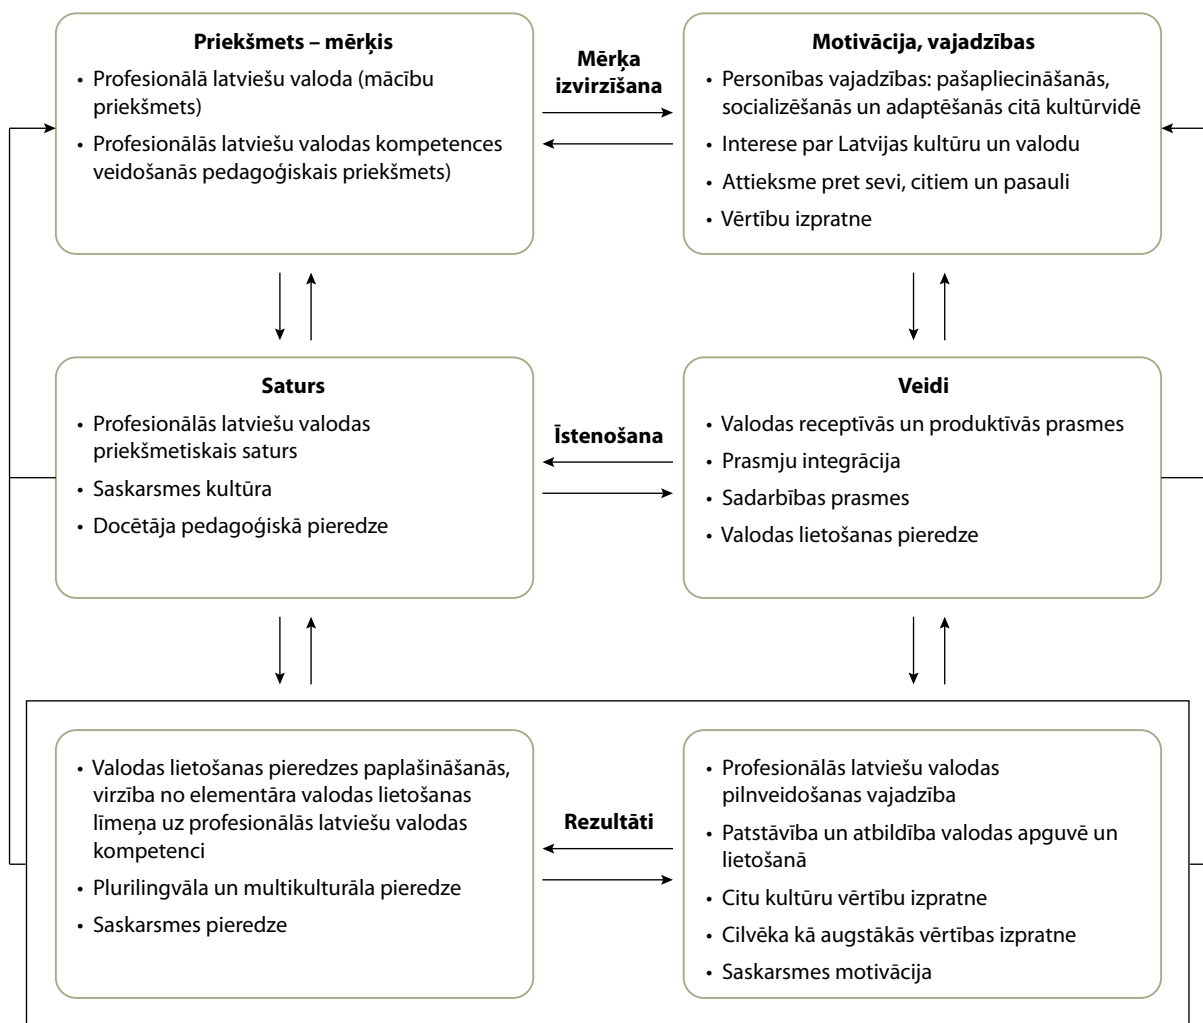 Priekšmets – mērķis
• Profesionālā latviešu valoda (mācību
priekšmets)
• Profesionālās latviešu valodas kompetences
veidošanās pedagoģiskais priekšmets)
Mērķa
izvirzīšana
Motivācija, vajadzības
• Personības vajadzības: pašapliecināšanās,
socializēšanās un adaptēšanās citā kultūrvidē
• Interese par Latvijas kultūru un valodu
• Attieksme pret sevi, citiem un pasauli
• Vērtību izpratne
Saturs
• Profesionālās latviešu valodas
priekšmetiskais saturs
• Saskarsmes kultūra
• Docētāja pedagoģiskā pieredze
Īstenošana
Veidi
• Valodas receptīvās un produktīvās prasmes
• Prasmju integrācija
• Sadarbības prasmes
• Valodas lietošanas pieredze
• Valodas lietošanas pieredzes paplašināšanās,
virzība no elementāra valodas lietošanas
līmeņa uz profesionālās latviešu valodas
kompetenci
• Plurilingvāla un multikulturāla pieredze
• Saskarsmes pieredze
Rezultāti
• Profesionālās latviešu valodas
pilnveidošanas vajadzība
• Patstāvība un atbildība valodas apguvē un
lietošanā
• Citu kultūru vērtību izpratne
• Cilvēka kā augstākās vērtības izpratne
• Saskarsmes motivācija